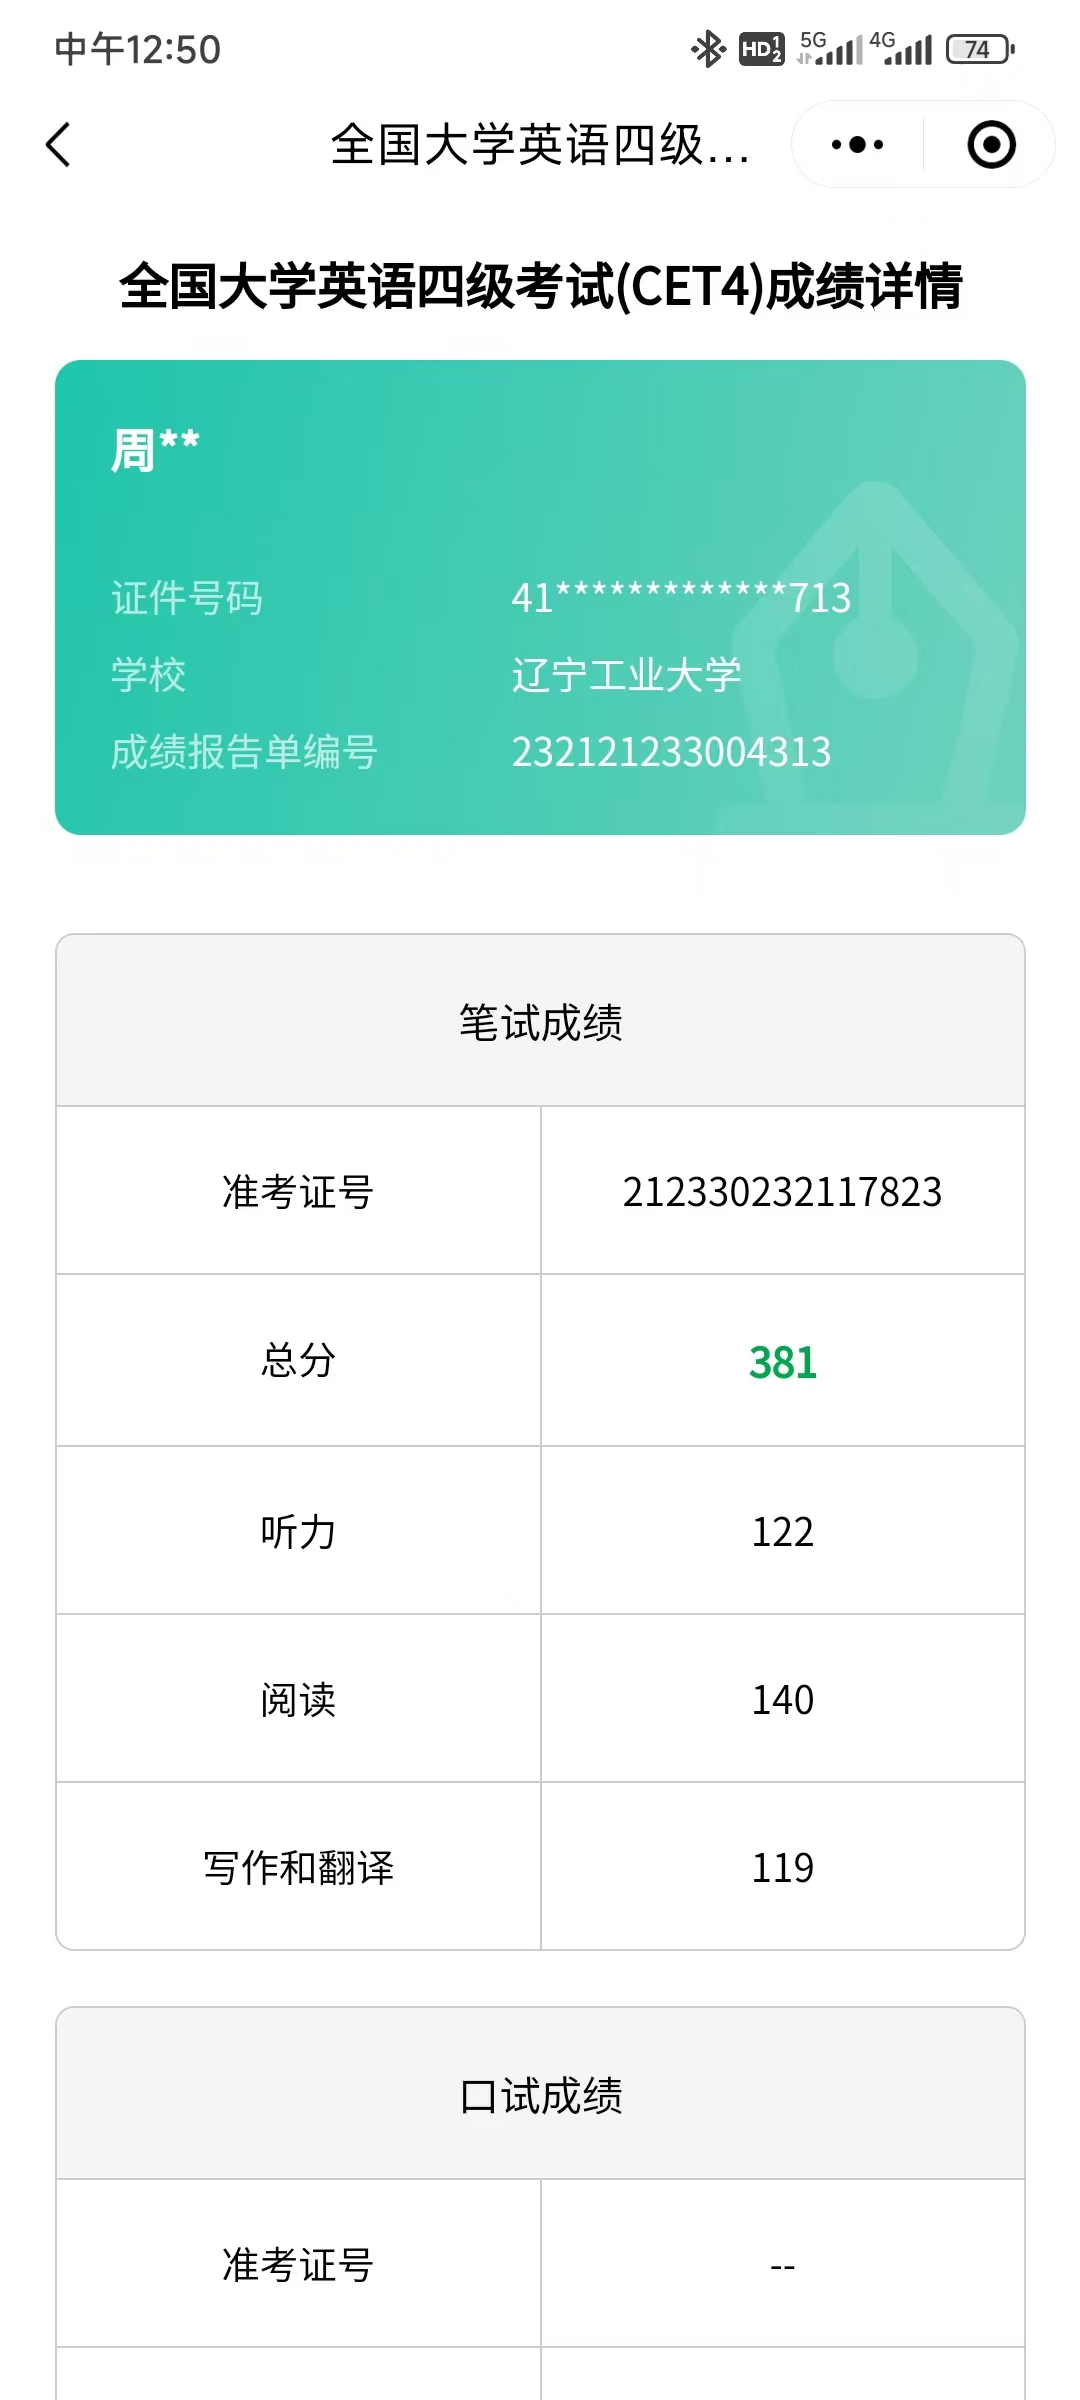 中午12:50
HD 1 2 5G 4G 74
全国大学英语四级...
全国大学英语四级考试(CET4)成绩详情
周**
证件号码 41*************713
学校 辽宁工业大学
成绩报告单编号 232121233004313
笔试成绩
准考证号 212330232117823
总分 381
听力 122
阅读 140
写作和翻译 119
口试成绩
准考证号 --